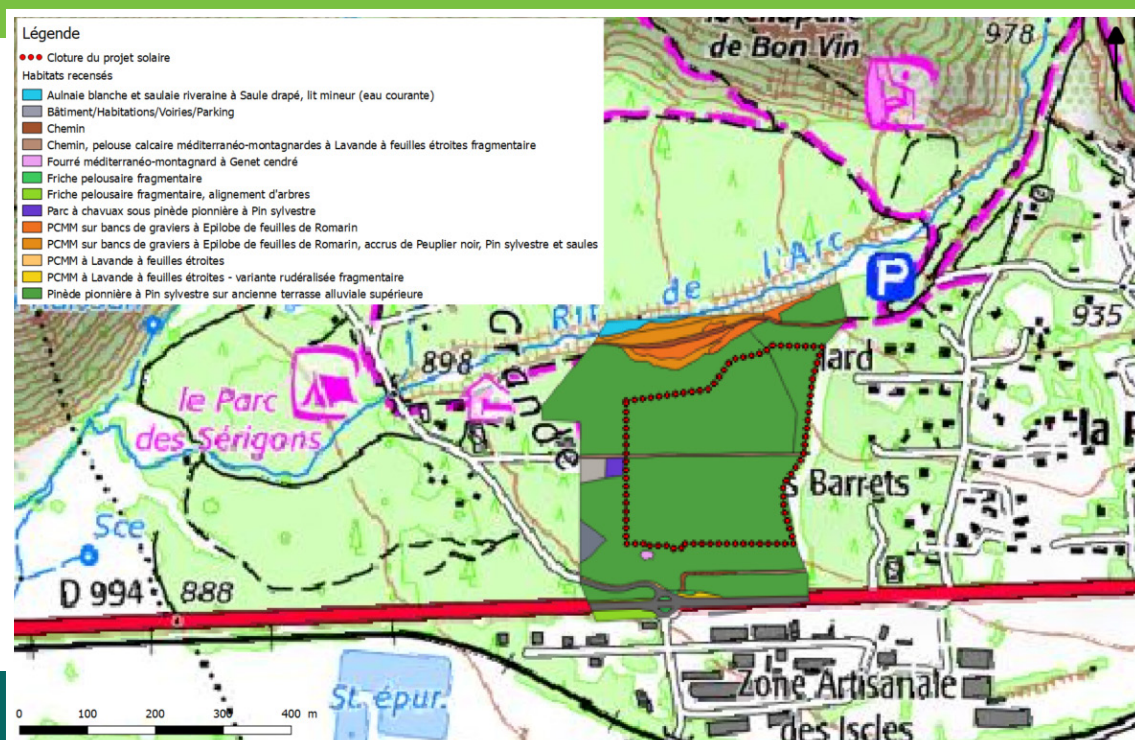 Légende
Cloture du projet solaire
Habitats recensés
Aulnaie blanche et saulaie riveraine à Saule drapé, lit mineur (eau courante)
Bâtiment/Habitations/Voiries/Parking
Chemin
Chemin, pelouse calcaire méditerranéo-montagnardes à Lavande à feuilles étroites fragmentaire
Fourré méditerranéo-montagnard à Genet cendré
Friche pelousaire fragmentaire
Friche pelousaire fragmentaire, alignement d'arbres
Parc à chavuax sous pinède pionnière à Pin sylvestre
PCMM sur bancs de graviers à Epilobe de feuilles de Romarin
PCMM sur bancs de graviers à Epilobe de feuilles de Romarin, accrus de Peuplier noir, Pin sylvestre et saules
PCMM à Lavande à feuilles étroites
PCMM à Lavande à feuilles étroites - variante rudéralisée fragmentaire
Pinède pionnière à Pin sylvestre sur ancienne terrasse alluviale supérieure
la Chapelle
de Bon Vin
978
de l'Arc
P
935
898
le Parc
des Sérigons
ard
la
s Barrets
Sce
D 994
888
St. épur.
Zone Artisanale
des Iscles
0 100 200 300 400 m